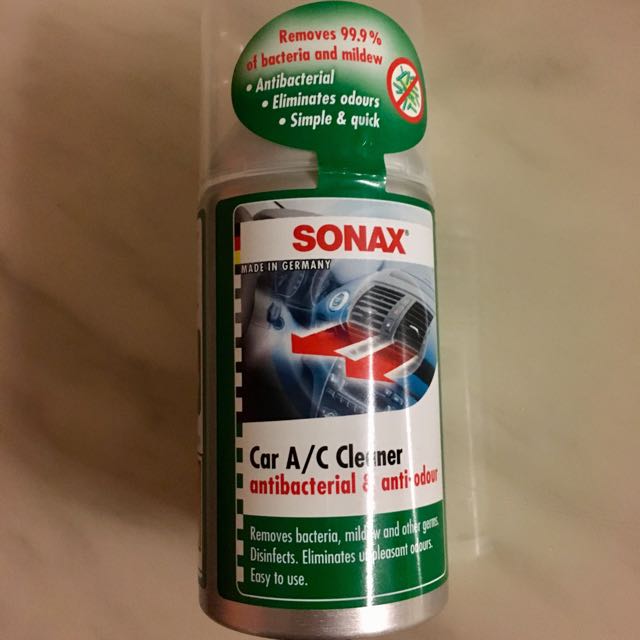 Removes 99.9%
of bacteria and mildew
• Antibacterial
• Eliminates odours
• Simple & quick
SONAX®
MADE IN GERMANY
Car A/C Cleaner
antibacterial & anti-odour
Removes bacteria, mildew and other germs.
Disinfects. Eliminates unpleasant odours.
Easy to use.